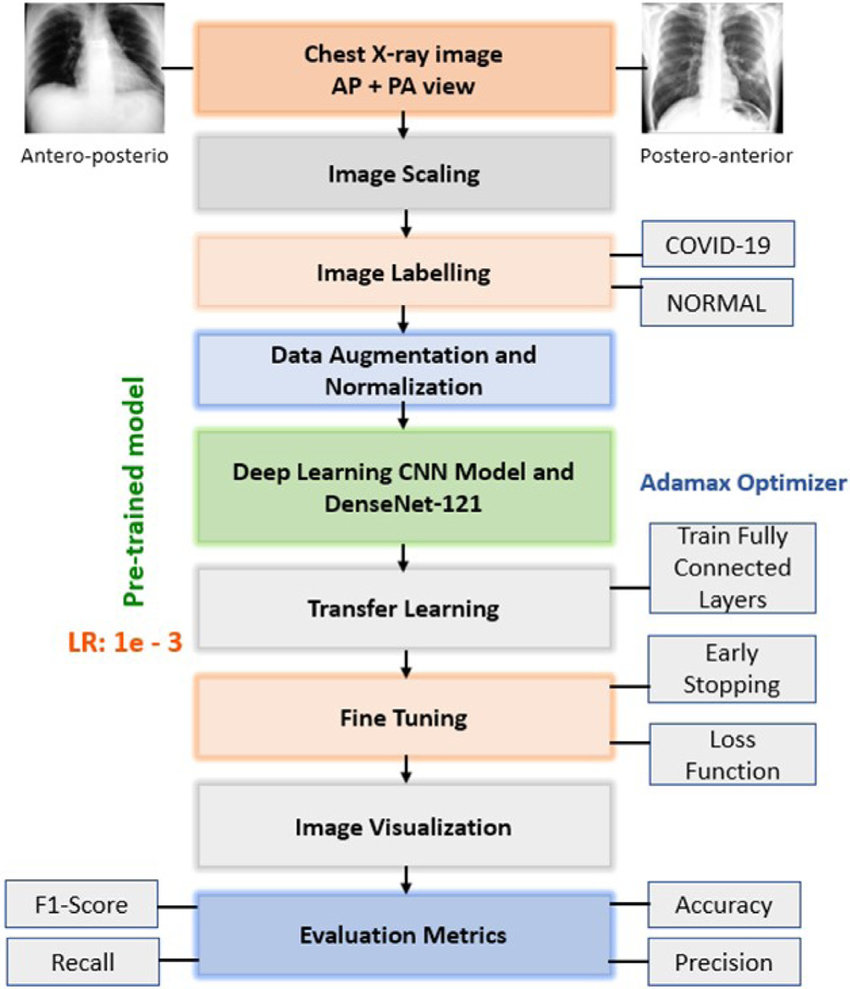 Chest X-ray image
AP + PA view
Antero-posterio
Postero-anterior
Image Scaling
Image Labelling
COVID-19
NORMAL
Data Augmentation and
Normalization
Pre-trained model
Deep Learning CNN Model and
DenseNet-121
Adamax Optimizer
Train Fully
Connected
Layers
Transfer Learning
LR: 1e - 3
Early
Stopping
Fine Tuning
Loss
Function
Image Visualization
F1-Score
Recall
Evaluation Metrics
Accuracy
Precision